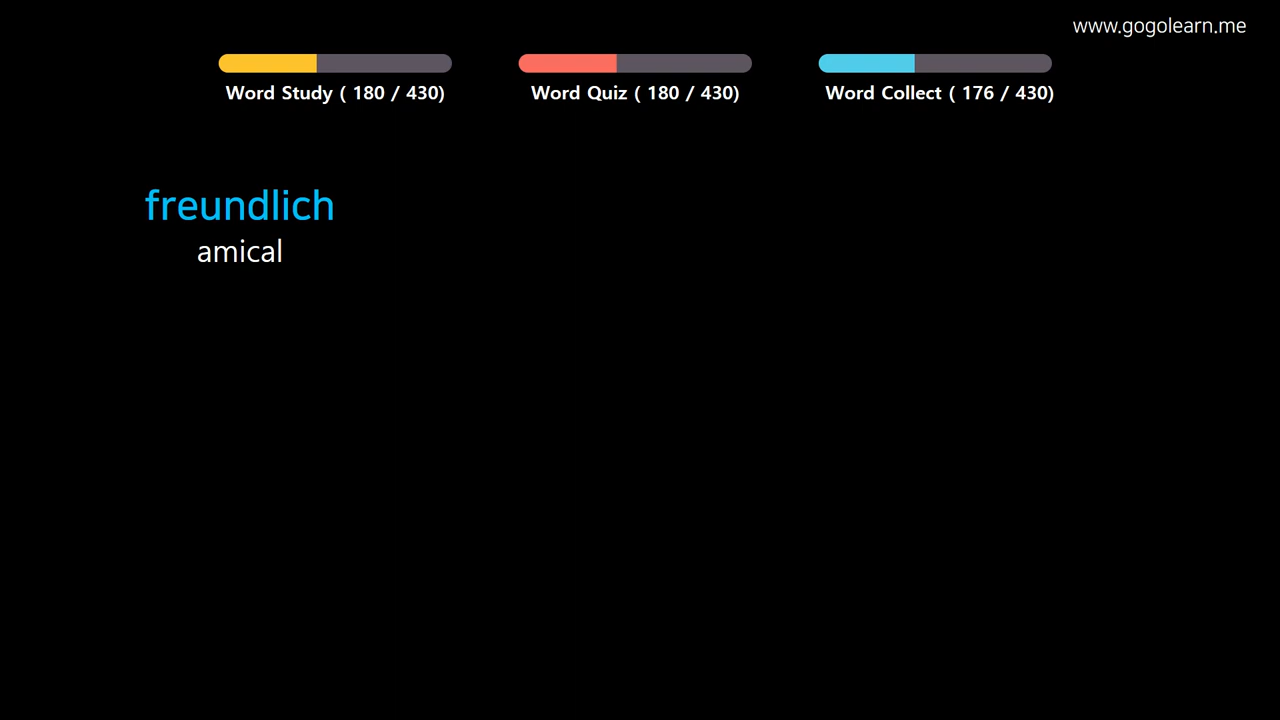 www.gogolearn.me
Word Study ( 180 / 430)
Word Quiz ( 180 / 430)
Word Collect ( 176 / 430)
freundlich
amical